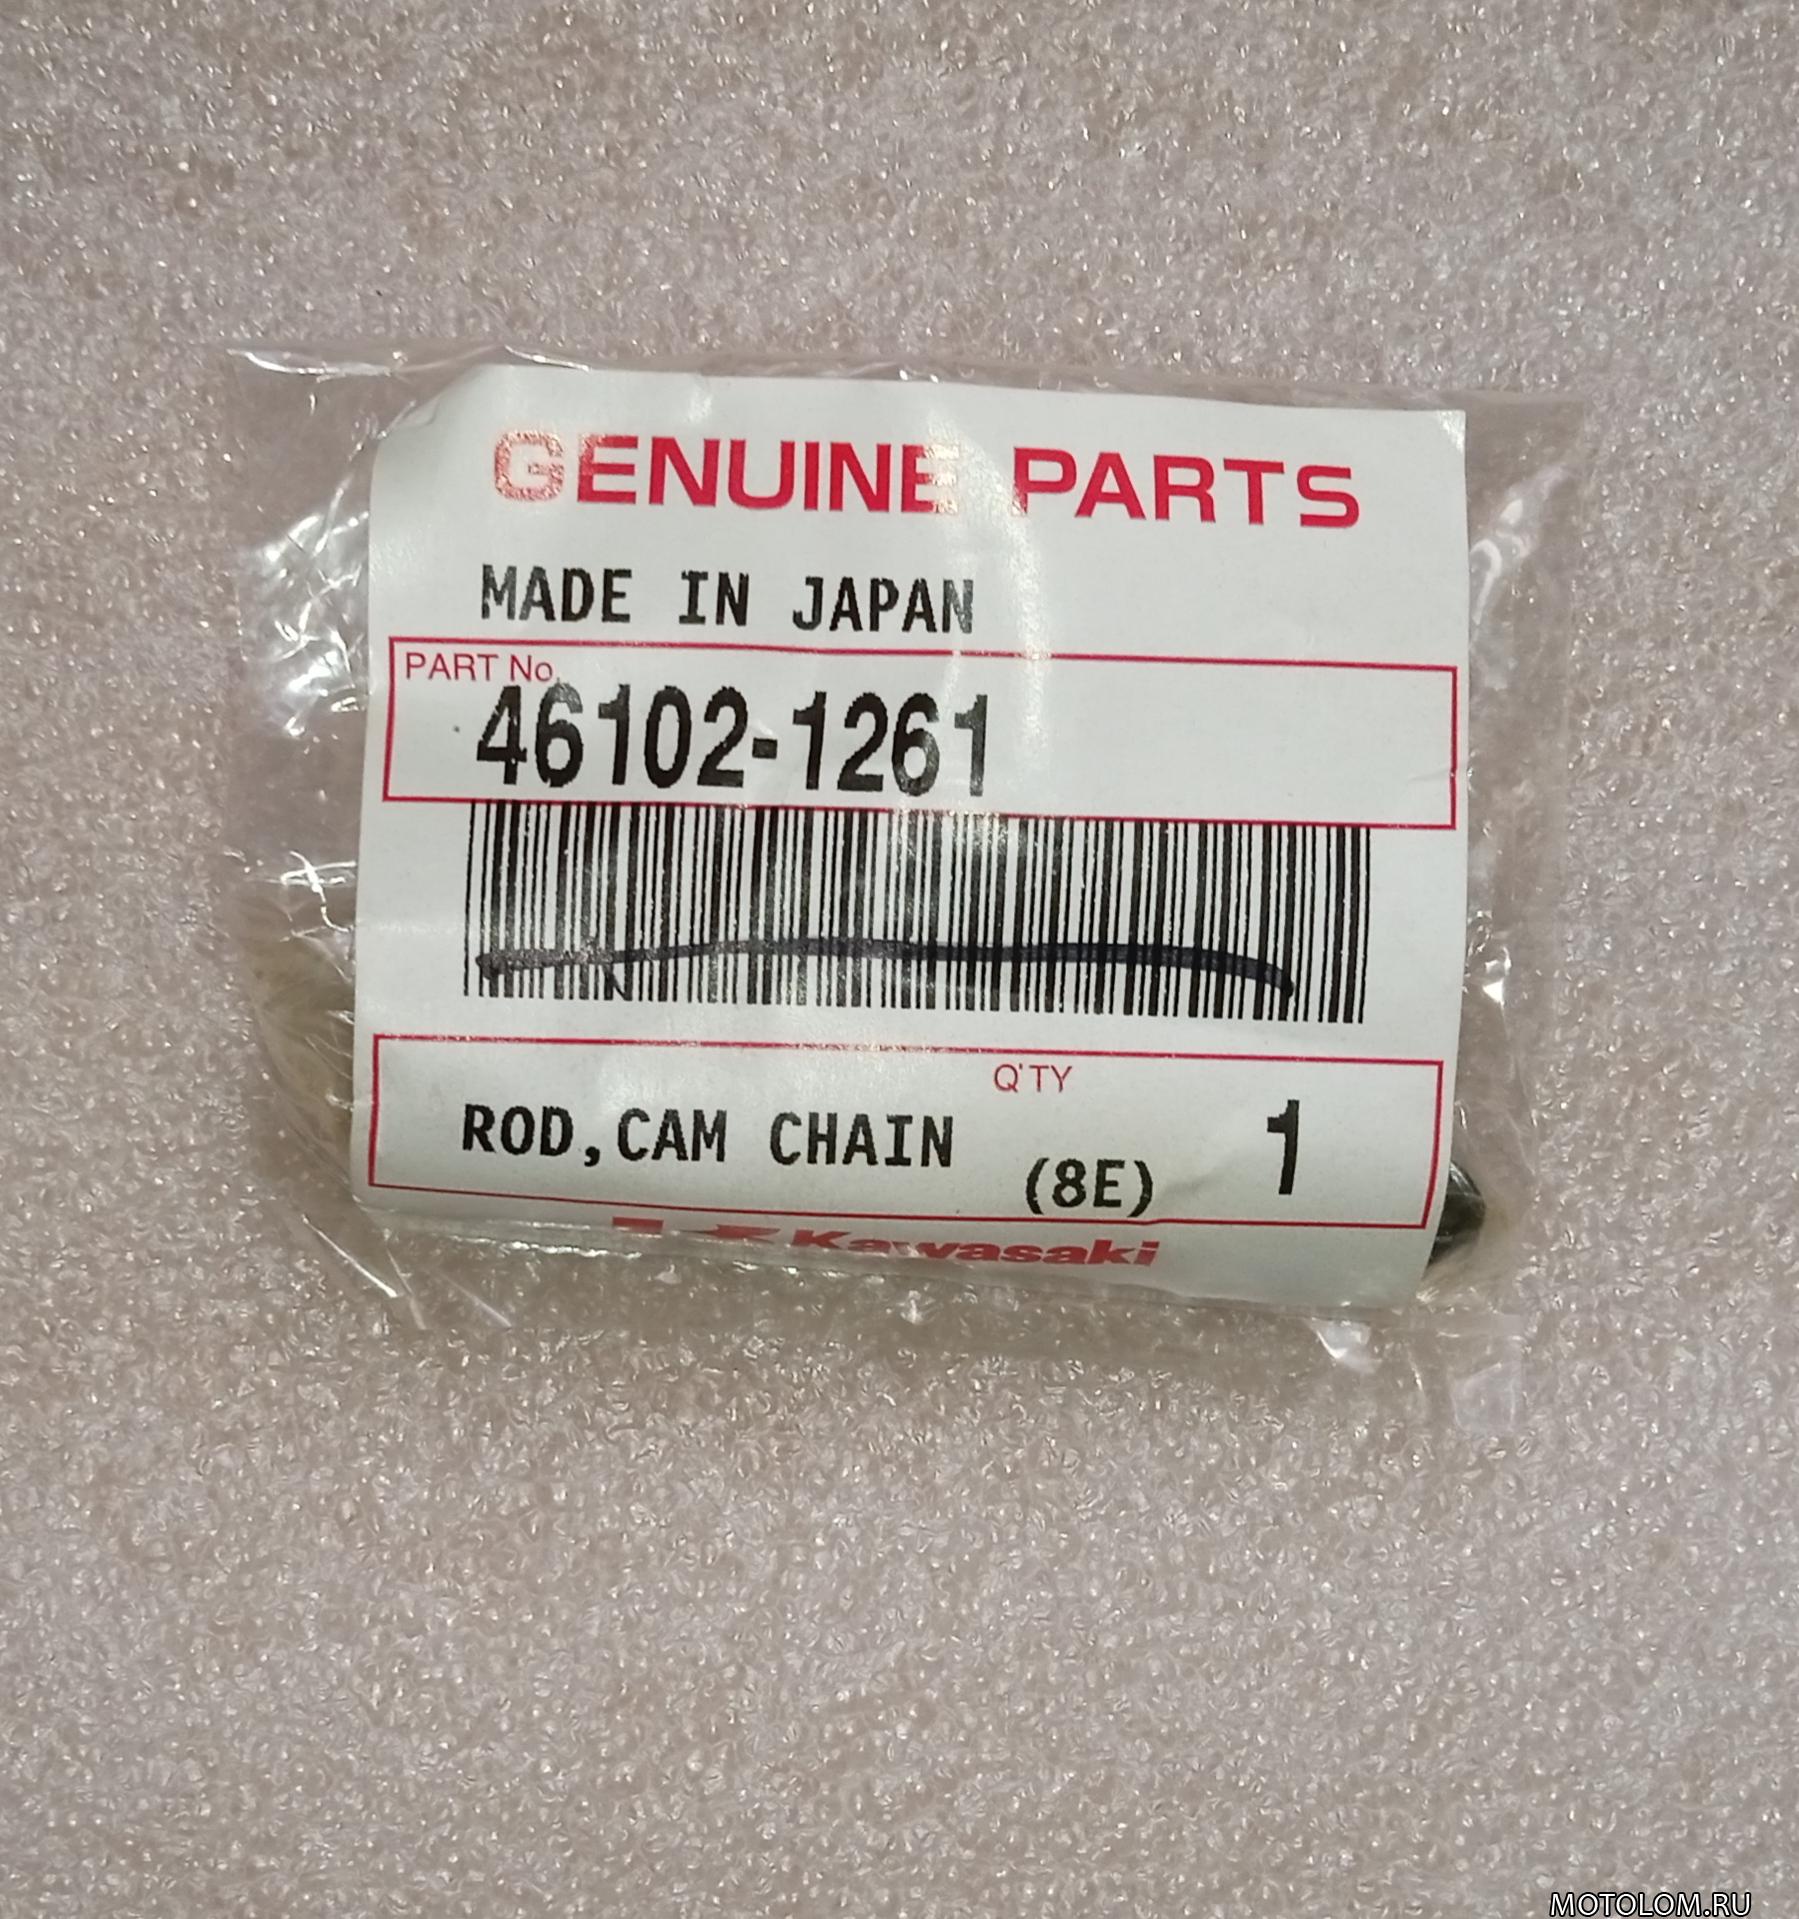 GENUINE PARTS
MADE IN JAPAN
PART No.
46102-1261
Q'TY
ROD,CAM CHAIN (8E) 1
Kawasaki
MOTOLOM.RU